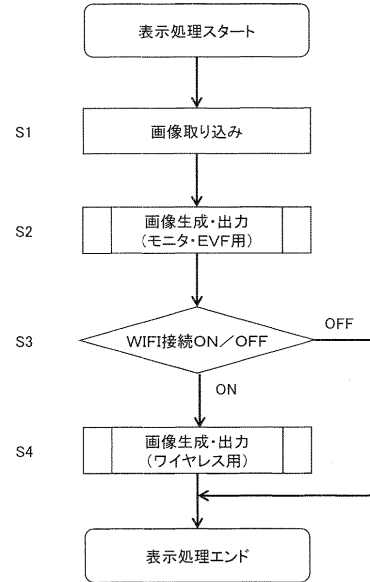 表示処理スタート
S1
画像取り込み
S2
画像生成・出力
(モニタ・EVF用)
S3
WIFI接続ON／OFF
OFF
ON
S4
画像生成・出力
(ワイヤレス用)
表示処理エンド